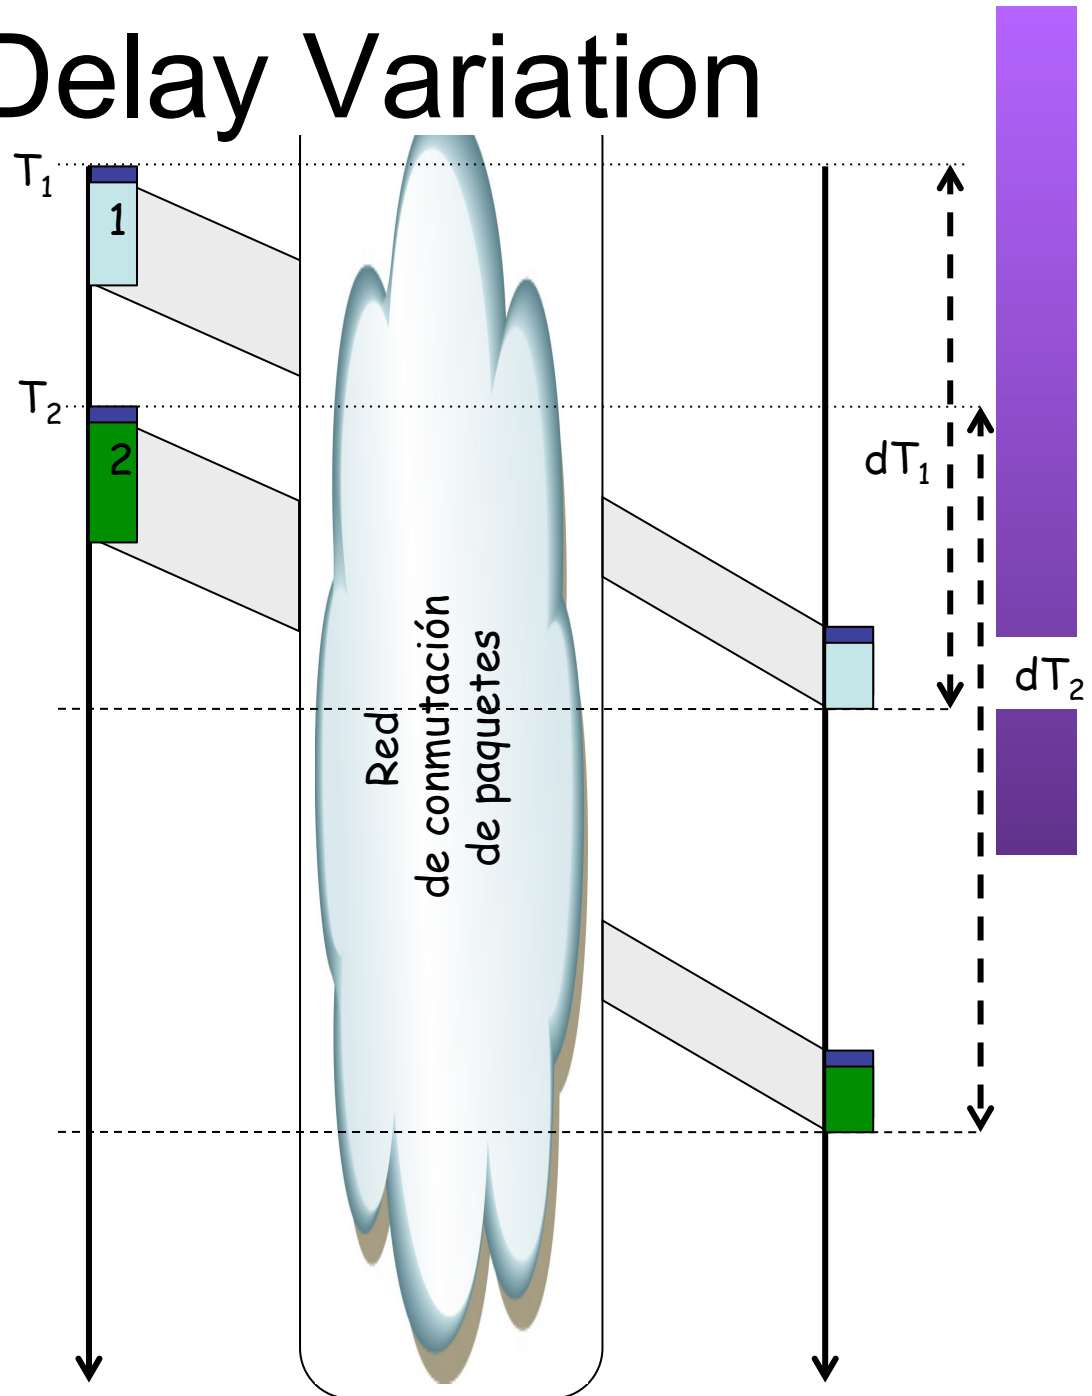 Delay Variation
T₁
1
T₂
2
dT₁
Red
de conmutación
de paquetes
dT₂